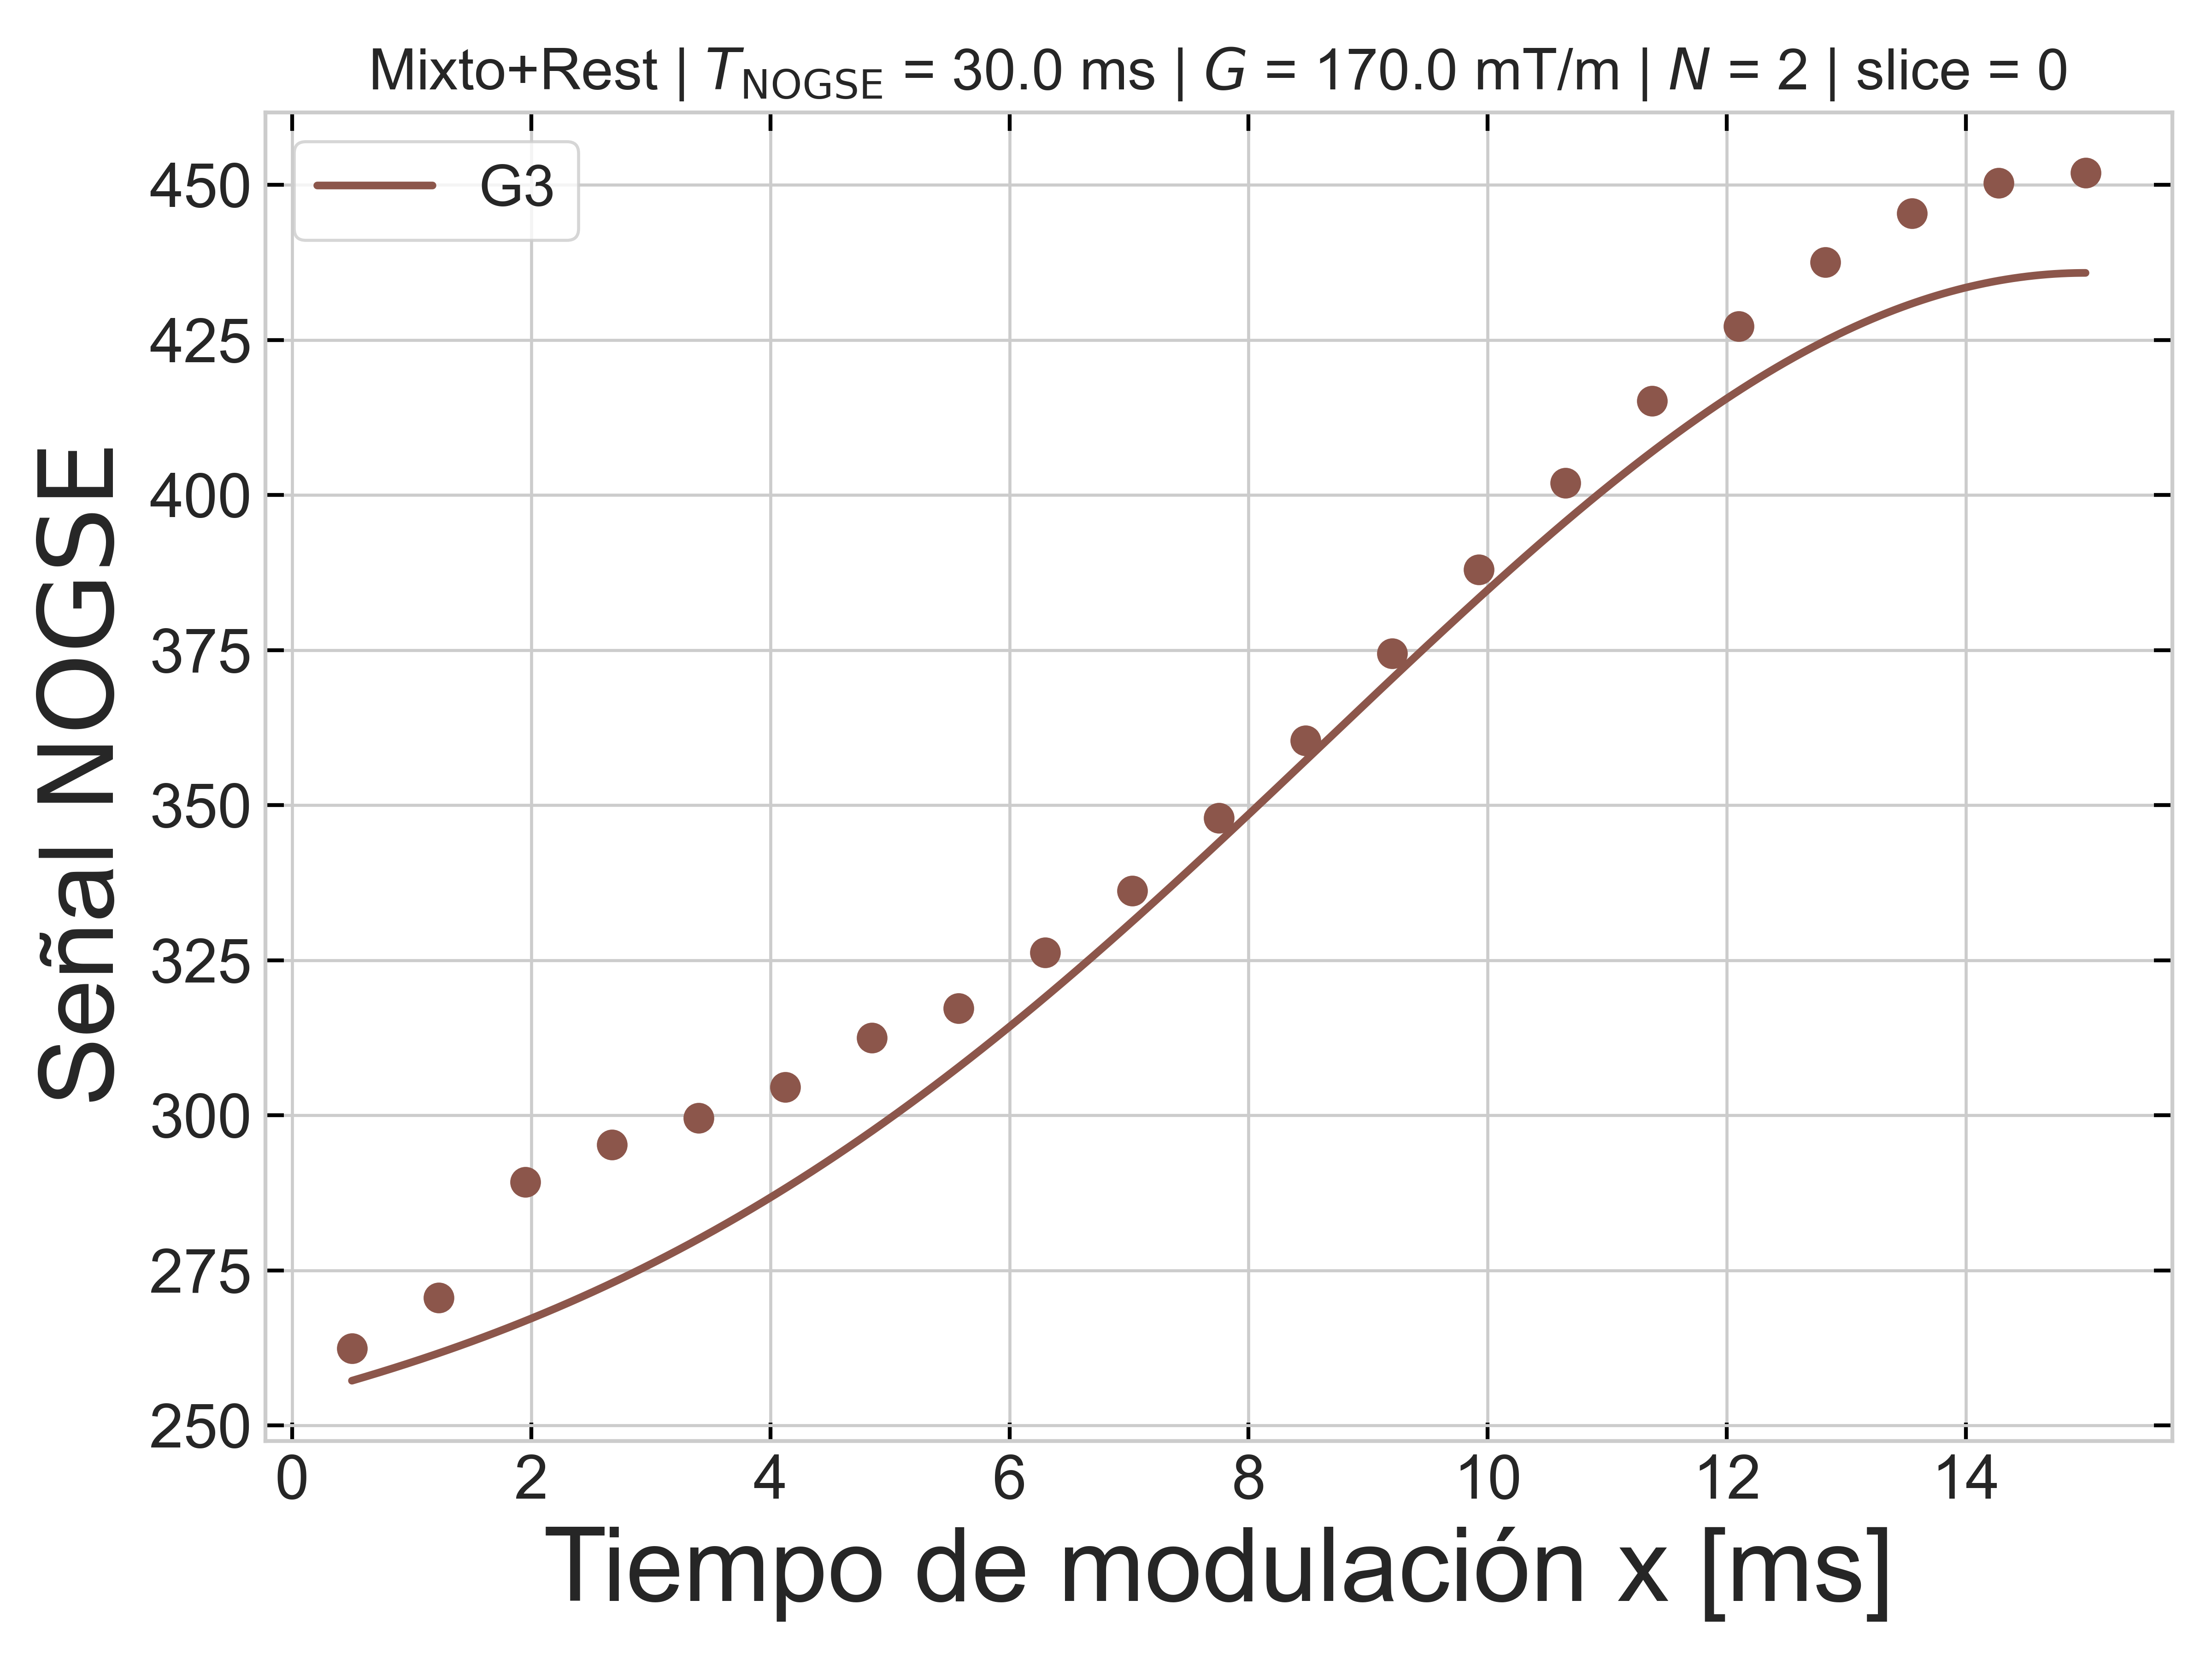 Mixto+Rest | T_NOGSE = 30.0 ms | G = 170.0 mT/m | N = 2 | slice = 0
G3
450
425
400
375
350
325
300
275
250
Señal NOGSE
0 2 4 6 8 10 12 14
Tiempo de modulación x [ms]